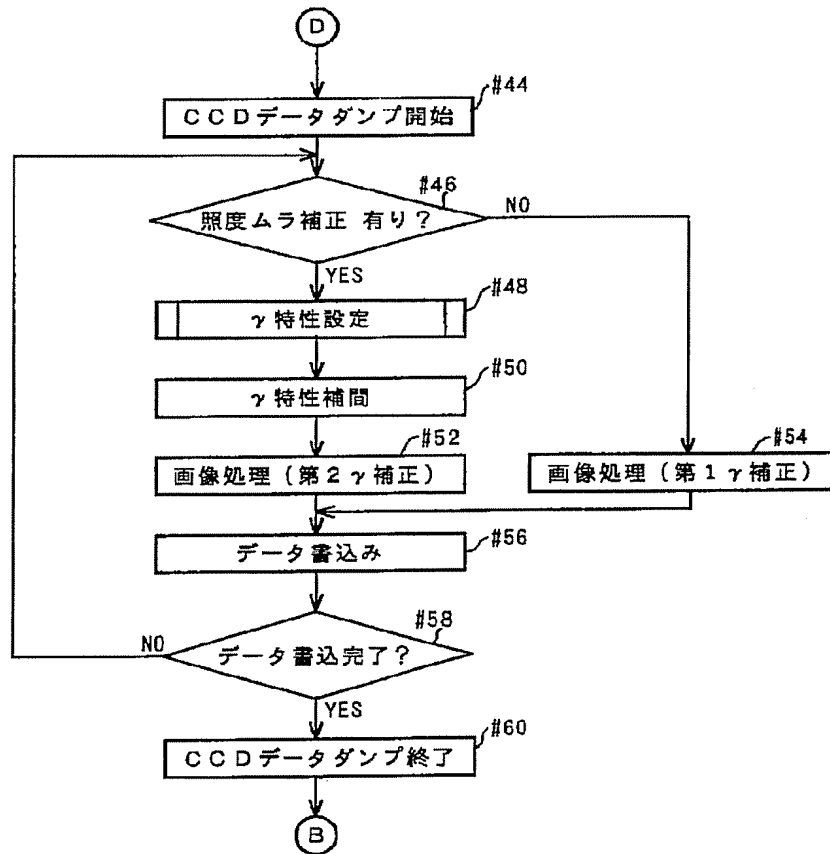 D
#44
CCDデータダンプ開始
#46
照度ムラ補正 有り?
NO
YES
#48
γ特性設定
#50
γ特性補間
#52
画像処理(第2γ補正)
#54
画像処理(第1γ補正)
#56
データ書込み
#58
NO
データ書込完了?
YES
#60
CCDデータダンプ終了
B